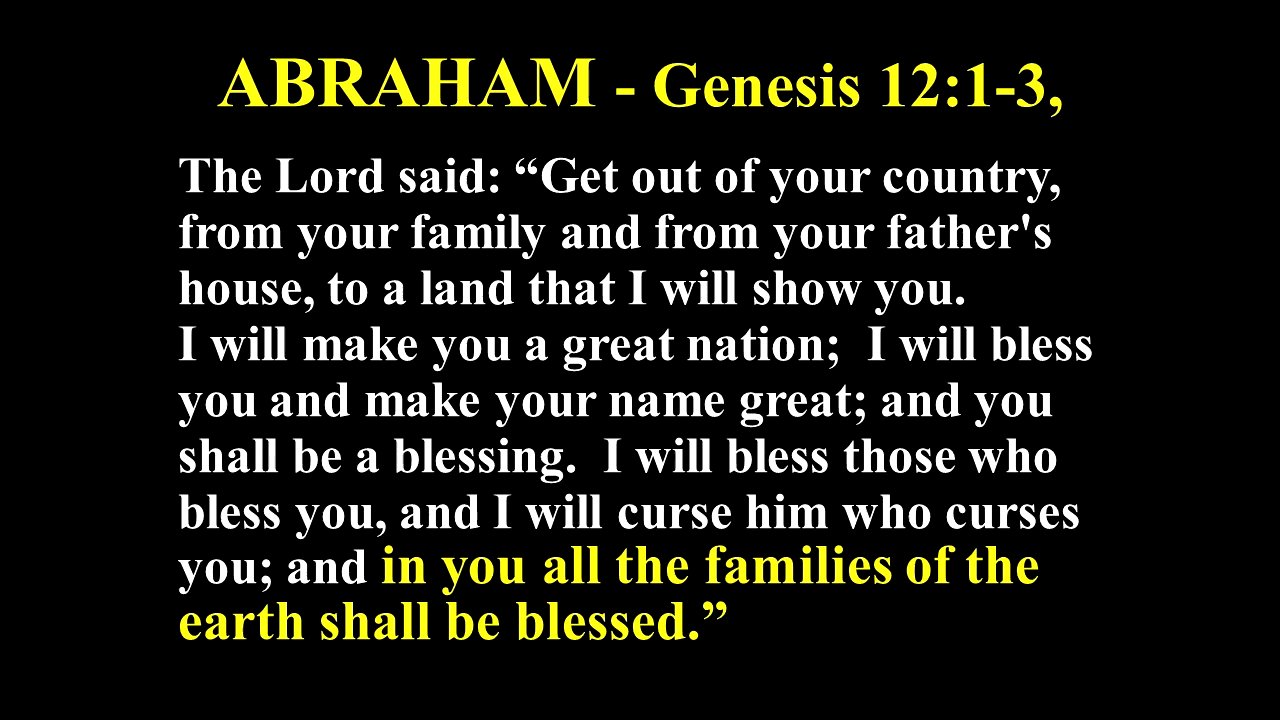 ABRAHAM - Genesis 12:1-3,
The Lord said: “Get out of your country,
from your family and from your father's
house, to a land that I will show you.
I will make you a great nation;  I will bless
you and make your name great; and you
shall be a blessing.  I will bless those who
bless you, and I will curse him who curses
you; and in you all the families of the
earth shall be blessed.”